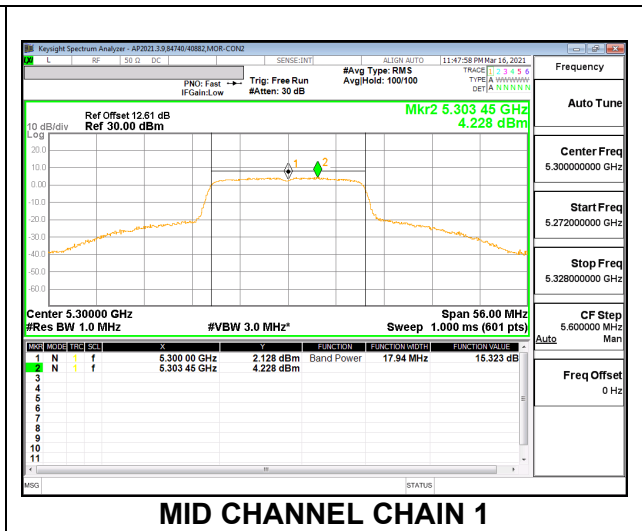 Keysight Spectrum Analyzer - AP2021.3.9,84740/40882,MOR-CON2
L RF 50 Ω DC SENSE:INT ALIGN AUTO 11:47:58 PM Mar 16, 2021
PNO: Fast
IFGain:Low
Trig: Free Run
#Atten: 30 dB
#Avg Type: RMS
Avg|Hold: 100/100
TRACE 1 2 3 4 5 6
TYPE A WWWWW
DET A N N N N N
Ref Offset 12.61 dB
Ref 30.00 dBm
10 dB/div
Log
Mkr2 5.303 45 GHz
4.228 dBm
20.0
10.0
0.00
-10.0
-20.0
-30.0
-40.0
-50.0
-60.0
1
2
Center 5.30000 GHz
Span 56.00 MHz
#Res BW 1.0 MHz
#VBW 3.0 MHz*
Sweep 1.000 ms (601 pts)
MKR MODE TRC SCL X Y FUNCTION FUNCTION WIDTH FUNCTION VALUE
1 N 1 f 5.300 00 GHz 2.128 dBm Band Power 17.94 MHz 15.323 dB
2 N 1 f 5.303 45 GHz 4.228 dBm
3
4
5
6
7
8
9
10
11
MSG
STATUS
Frequency
Auto Tune
Center Freq
5.300000000 GHz
Start Freq
5.272000000 GHz
Stop Freq
5.328000000 GHz
CF Step
5.600000 MHz
Auto Man
Freq Offset
0 Hz
MID CHANNEL CHAIN 1